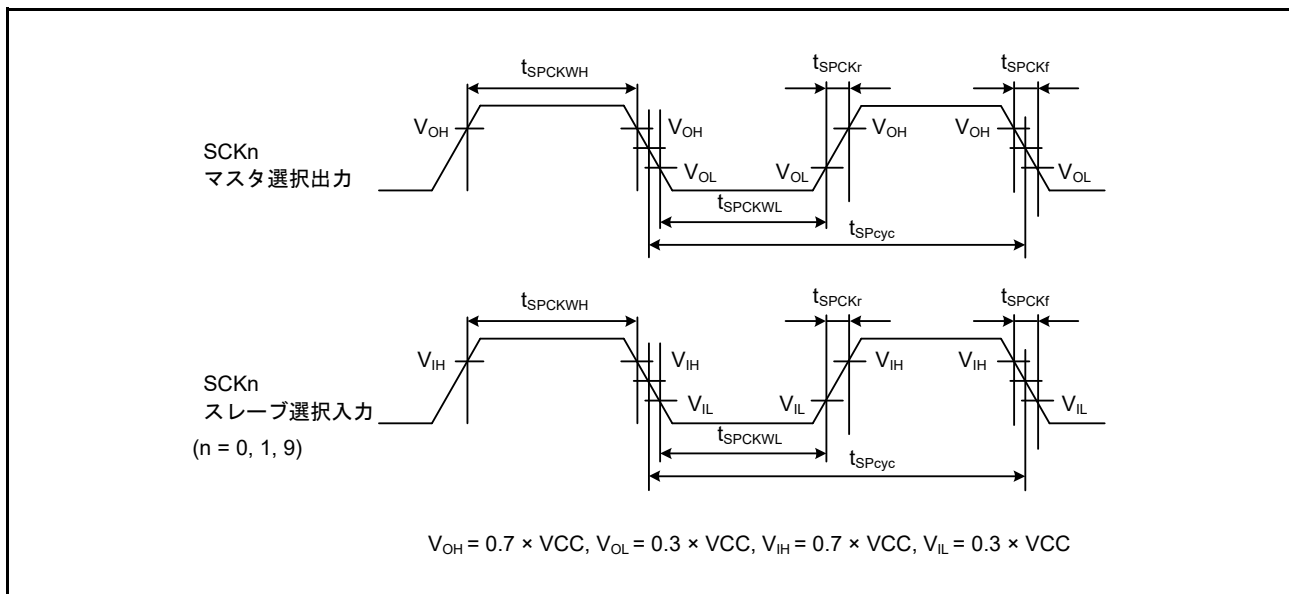 tSPCKWH
tSPCKr
tSPCKf
VOH
VOH
VOH
VOH
SCKn
マスタ選択出力
VOL
VOL
VOL
tSPCKWL
tSPcyc
tSPCKWH
tSPCKr
tSPCKf
VIH
VIH
VIH
VIH
SCKn
スレーブ選択入力
VIL
VIL
VIL
(n = 0, 1, 9)
tSPCKWL
tSPcyc
VOH = 0.7 × VCC, VOL = 0.3 × VCC, VIH = 0.7 × VCC, VIL = 0.3 × VCC